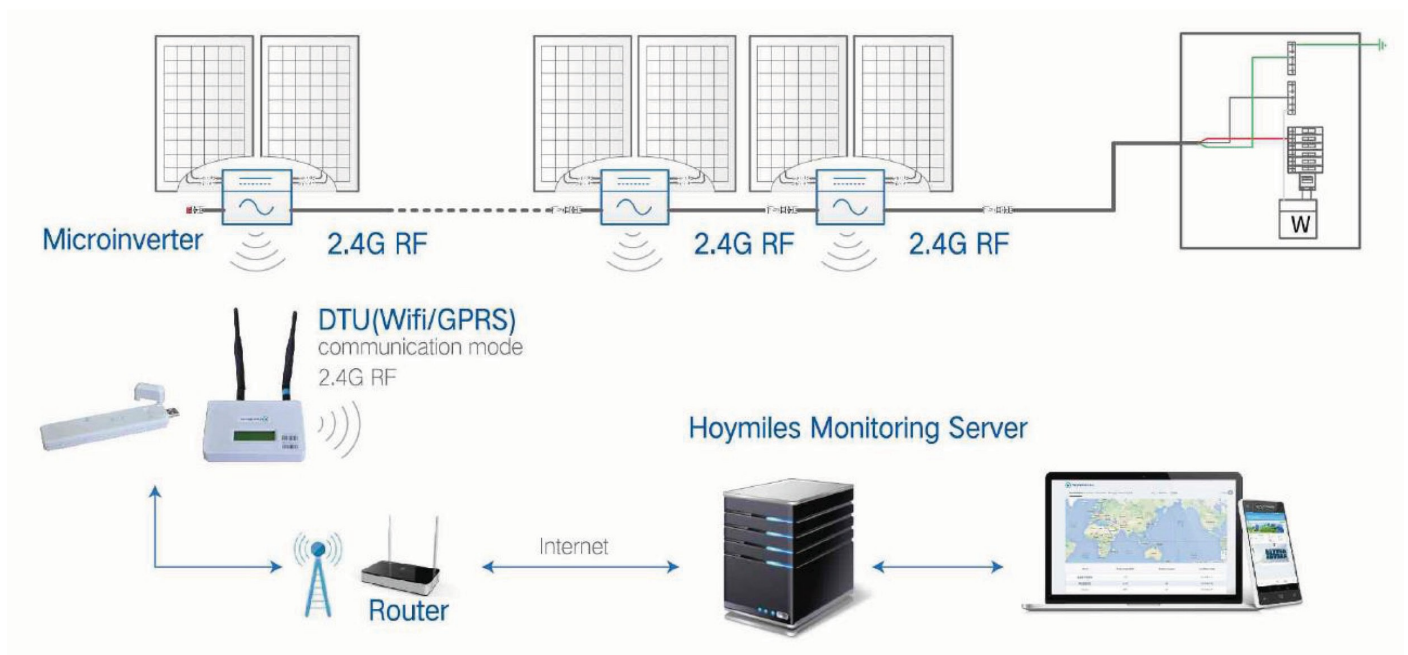 Microinverter
2.4G RF
2.4G RF
2.4G RF
W
DTU(Wifi/GPRS)
communication mode
2.4G RF
Hoymiles Monitoring Server
Internet
Router